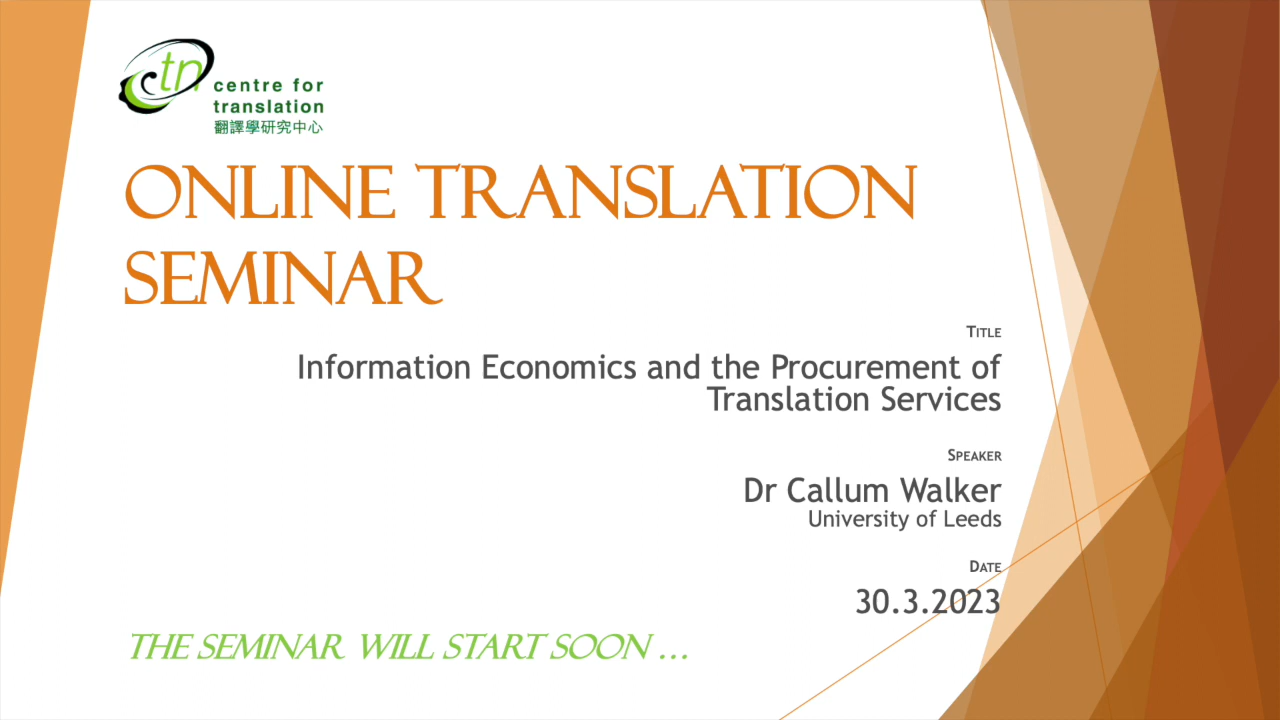 ctn
centre for
translation
翻譯學研究中心
ONLINE TRANSLATION
SEMINAR
TITLE
Information Economics and the Procurement of
Translation Services
SPEAKER
Dr Callum Walker
University of Leeds
DATE
30.3.2023
THE SEMINAR WILL START SOON ...